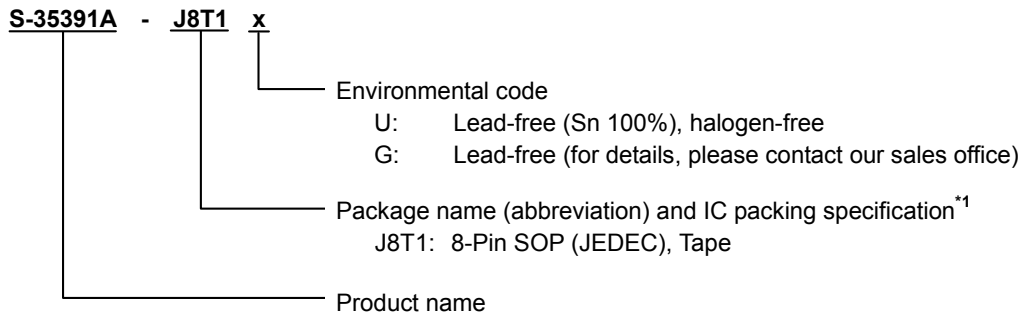 S-35391A - J8T1 x
Environmental code
U: Lead-free (Sn 100%), halogen-free
G: Lead-free (for details, please contact our sales office)
Package name (abbreviation) and IC packing specification*1
J8T1: 8-Pin SOP (JEDEC), Tape
Product name